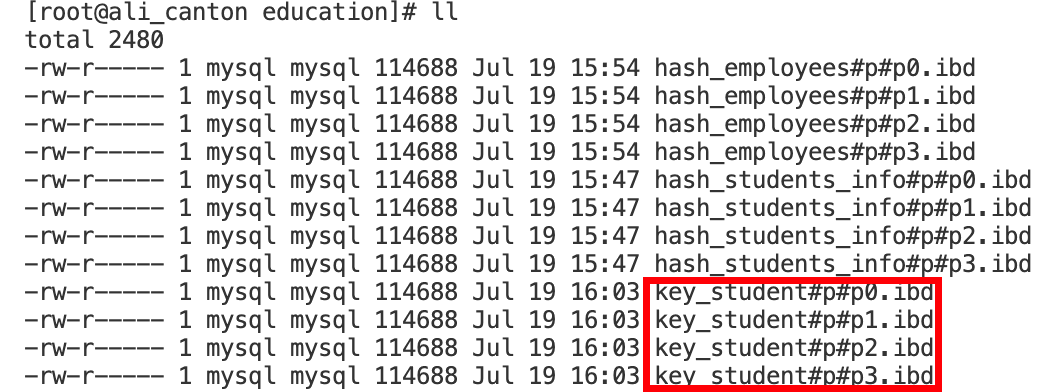 [root@ali_canton education]# ll
total 2480
-rw-r----- 1 mysql mysql 114688 Jul 19 15:54 hash_employees#p#p0.ibd
-rw-r----- 1 mysql mysql 114688 Jul 19 15:54 hash_employees#p#p1.ibd
-rw-r----- 1 mysql mysql 114688 Jul 19 15:54 hash_employees#p#p2.ibd
-rw-r----- 1 mysql mysql 114688 Jul 19 15:54 hash_employees#p#p3.ibd
-rw-r----- 1 mysql mysql 114688 Jul 19 15:47 hash_students_info#p#p0.ibd
-rw-r----- 1 mysql mysql 114688 Jul 19 15:47 hash_students_info#p#p1.ibd
-rw-r----- 1 mysql mysql 114688 Jul 19 15:47 hash_students_info#p#p2.ibd
-rw-r----- 1 mysql mysql 114688 Jul 19 15:47 hash_students_info#p#p3.ibd
-rw-r----- 1 mysql mysql 114688 Jul 19 16:03 key_student#p#p0.ibd
-rw-r----- 1 mysql mysql 114688 Jul 19 16:03 key_student#p#p1.ibd
-rw-r----- 1 mysql mysql 114688 Jul 19 16:03 key_student#p#p2.ibd
-rw-r----- 1 mysql mysql 114688 Jul 19 16:03 key_student#p#p3.ibd